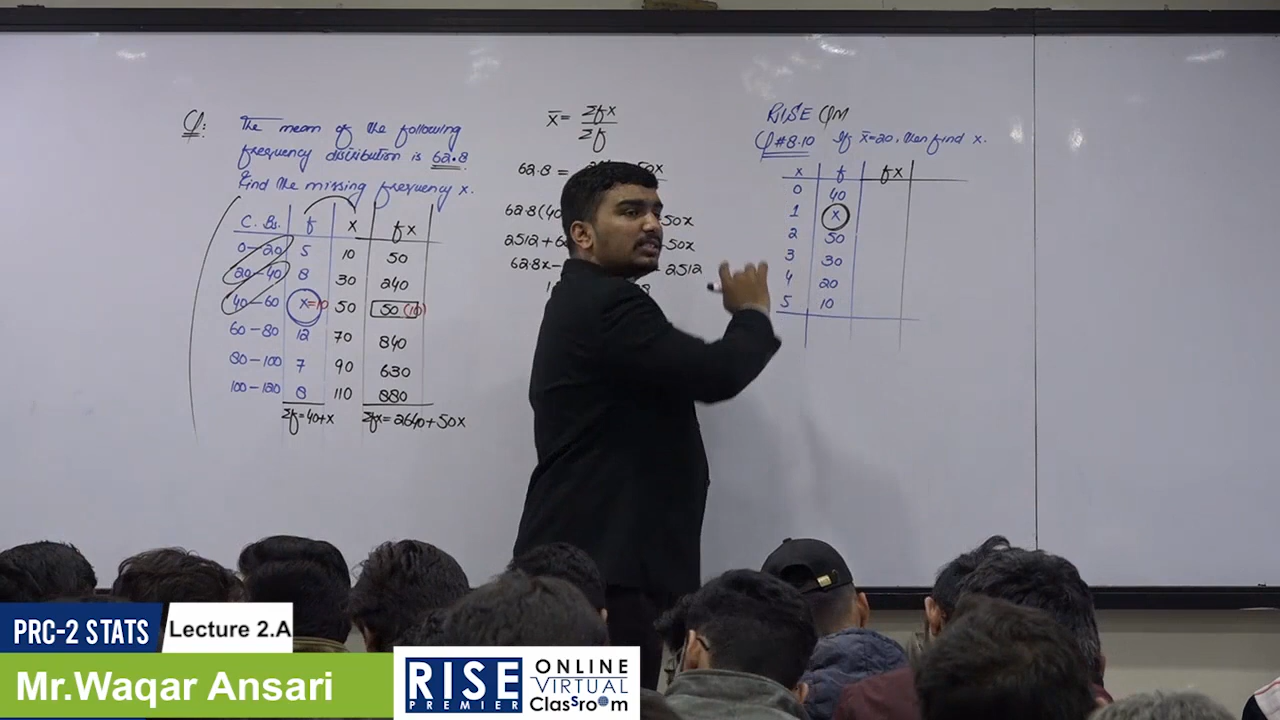 Q: The mean of the following
frequency distribution is 62.8
Find the missing frequency x.
C. Bs. f x fx
0-20 5 10 50
20-40 8 30 240
40-60 x=10 50 50 (10)
60-80 12 70 840
80-100 7 90 630
100-120 8 110 880
Σf=40+x Σfx=2640+50x
x̄ = Σfx
Σf
62.8 = 50x
62.8(40 50x
2512+6 50x
62.8x- 2512
RISE QM
Q#8.10 If x̄=20, then find x.
x f fx
0 40
1 x
2 50
3 30
4 20
5 10
PRC-2 STATS Lecture 2.A
Mr.Waqar Ansari
RISE PREMIER
ONLINE
VIRTUAL
Classroom